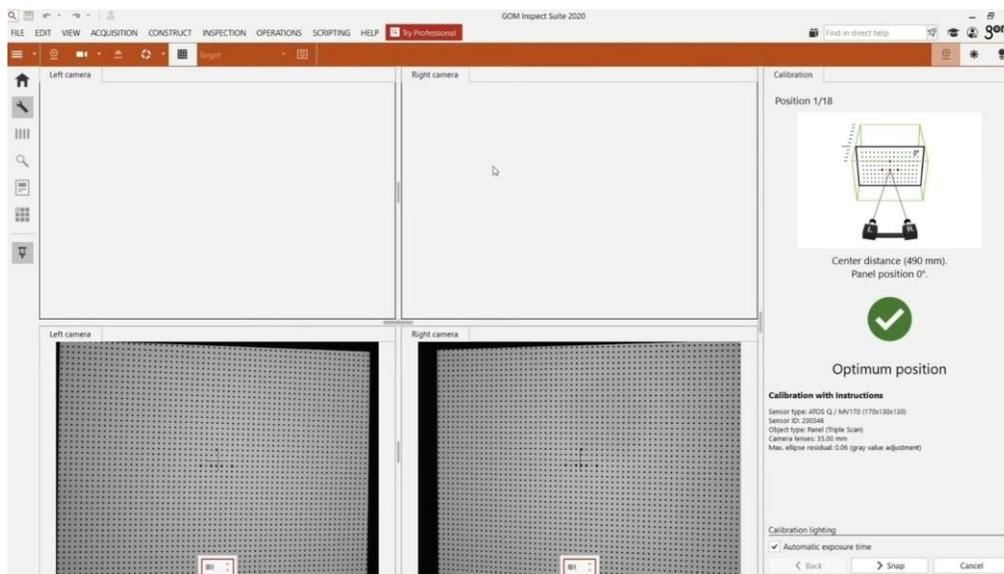 GOM Inspect Suite 2020
FILE EDIT VIEW ACQUISITION CONSTRUCT INSPECTION OPERATIONS SCRIPTING HELP Try Professional
Find in direct help
Target
Left camera
Right camera
Calibration
Position 1/18
L R
Center distance (490 mm).
Panel position 0°.
Optimum position
Left camera
Right camera
Calibration with Instructions
Sensor type: ATOS Q / MV170 (170x130x130)
Sensor ID: 200346
Object type: Panel (Triple Scan)
Camera lenses: 35.00 mm
Max. ellipse residual: 0.06 (gray value adjustment)
Calibration lighting
Automatic exposure time
Back
Snap
Cancel